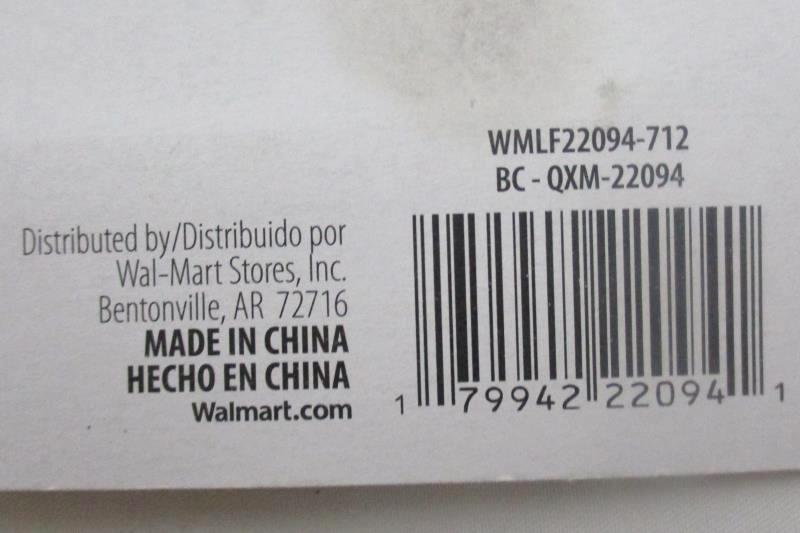 WMLF22094-712
BC - QXM-22094
Distributed by/Distribuido por
Wal-Mart Stores, Inc.
Bentonville, AR 72716
MADE IN CHINA
HECHO EN CHINA
Walmart.com
1 79942 22094 1